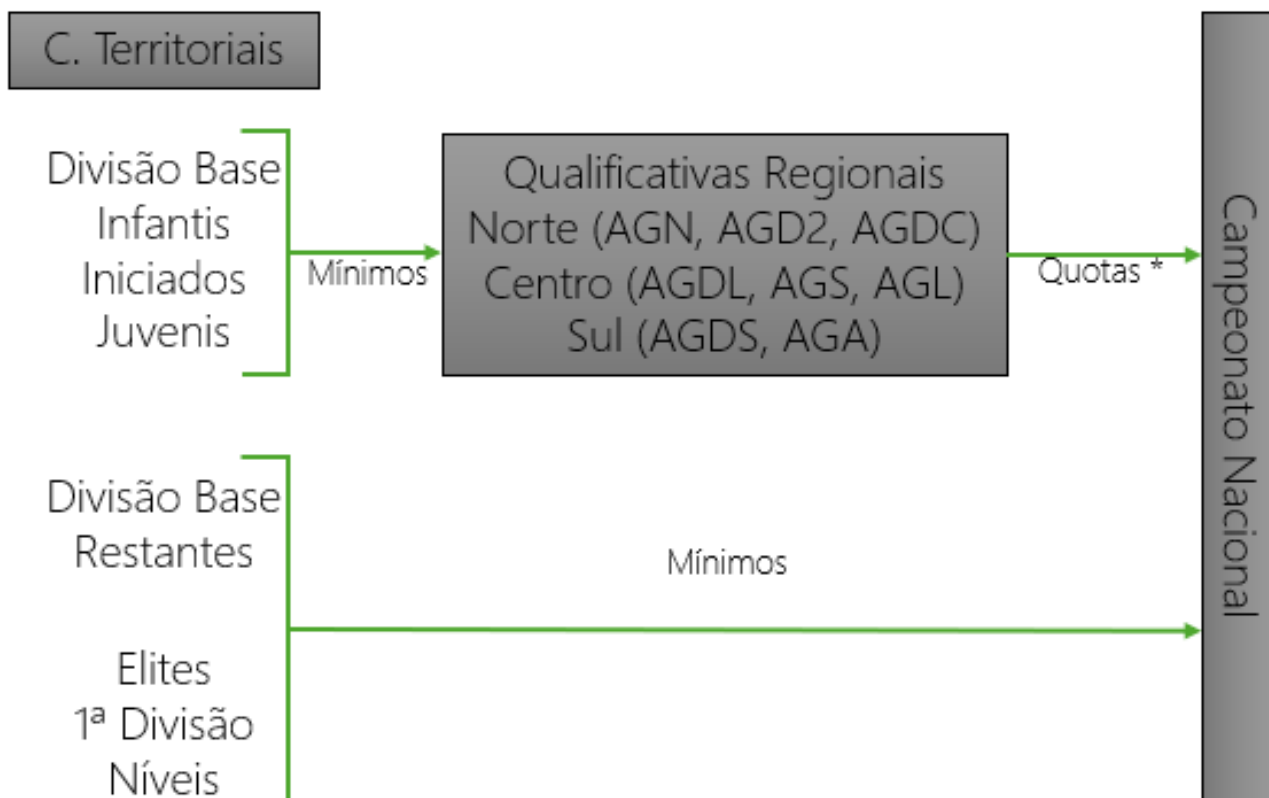 C. Territoriais
Divisão Base
Infantis
Iniciados
Juvenis
Mínimos
Qualificativas Regionais
Norte (AGN, AGD2, AGDC)
Centro (AGDL, AGS, AGL)
Sul (AGDS, AGA)
Quotas *
Campeonato Nacional
Divisão Base
Restantes
Mínimos
Elites
1ª Divisão
Níveis